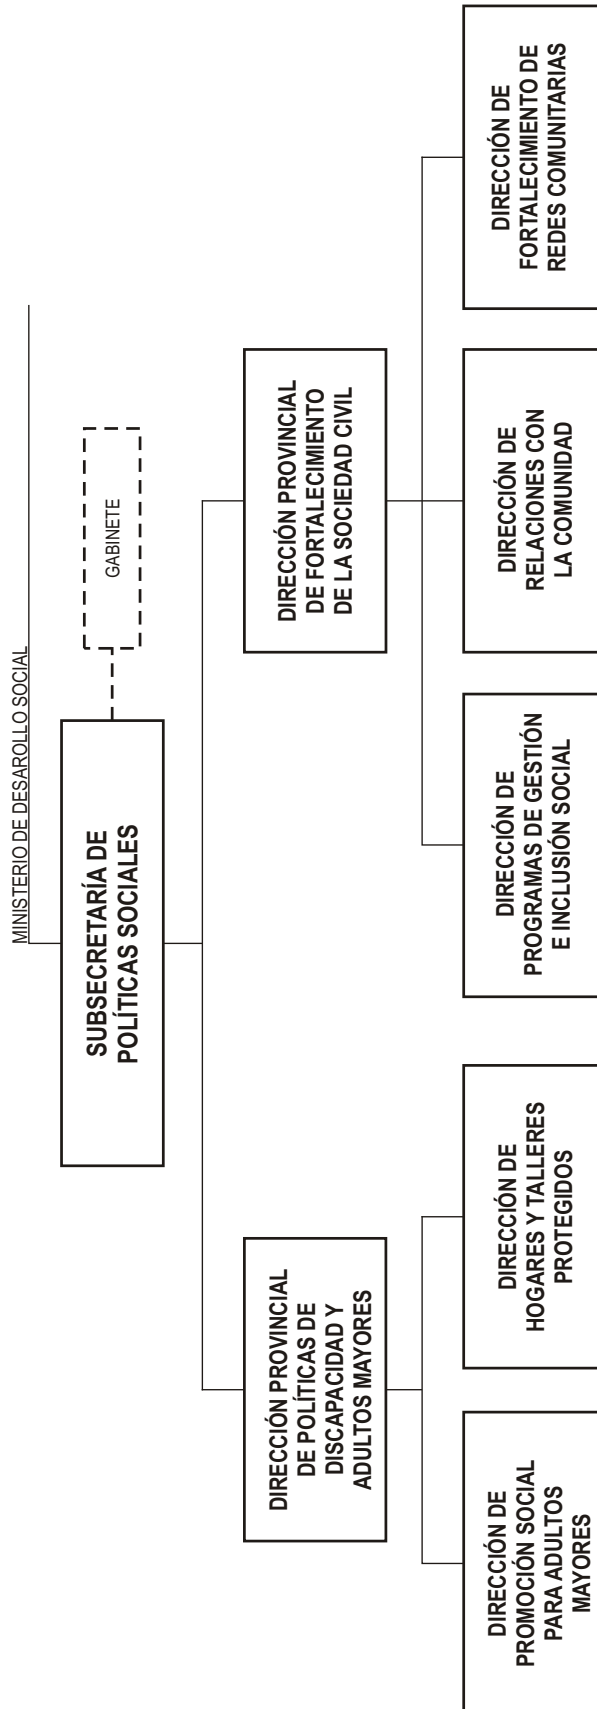 MINISTERIO DE DESAROLLO SOCIAL
SUBSECRETARÍA DE
POLÍTICAS SOCIALES
GABINETE
DIRECCIÓN PROVINCIAL
DE POLÍTICAS DE
DISCAPACIDAD Y
ADULTOS MAYORES
DIRECCIÓN PROVINCIAL
DE FORTALECIMIENTO
DE LA SOCIEDAD CIVIL
DIRECCIÓN DE
PROMOCIÓN SOCIAL
PARA ADULTOS
MAYORES
DIRECCIÓN DE
HOGARES Y TALLERES
PROTEGIDOS
DIRECCIÓN DE
PROGRAMAS DE GESTIÓN
E INCLUSIÓN SOCIAL
DIRECCIÓN DE
RELACIONES CON
LA COMUNIDAD
DIRECCIÓN DE
FORTALECIMIENTO DE
REDES COMUNITARIAS